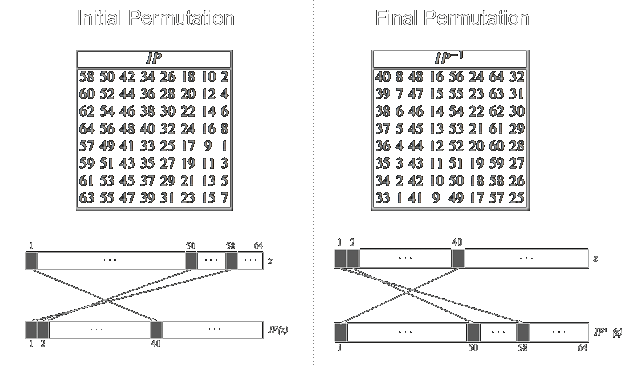 Initial Permutation
IP
58 50 42 34 26 18 10 2
60 52 44 36 28 20 12 4
62 54 46 38 30 22 14 6
64 56 48 40 32 24 16 8
57 49 41 33 25 17 9 1
59 51 43 35 27 19 11 3
61 53 45 37 29 21 13 5
63 55 47 39 31 23 15 7
1 50 58 64
... ... ...
x
... ...
IP(x)
1 2 40
Final Permutation
IP⁻¹
40 8 48 16 56 24 64 32
39 7 47 15 55 23 63 31
38 6 46 14 54 22 62 30
37 5 45 13 53 21 61 29
36 4 44 12 52 20 60 28
35 3 43 11 51 19 59 27
34 2 42 10 50 18 58 26
33 1 41 9 49 17 57 25
1 2 40
... ...
... ... ...
1 50 58 64